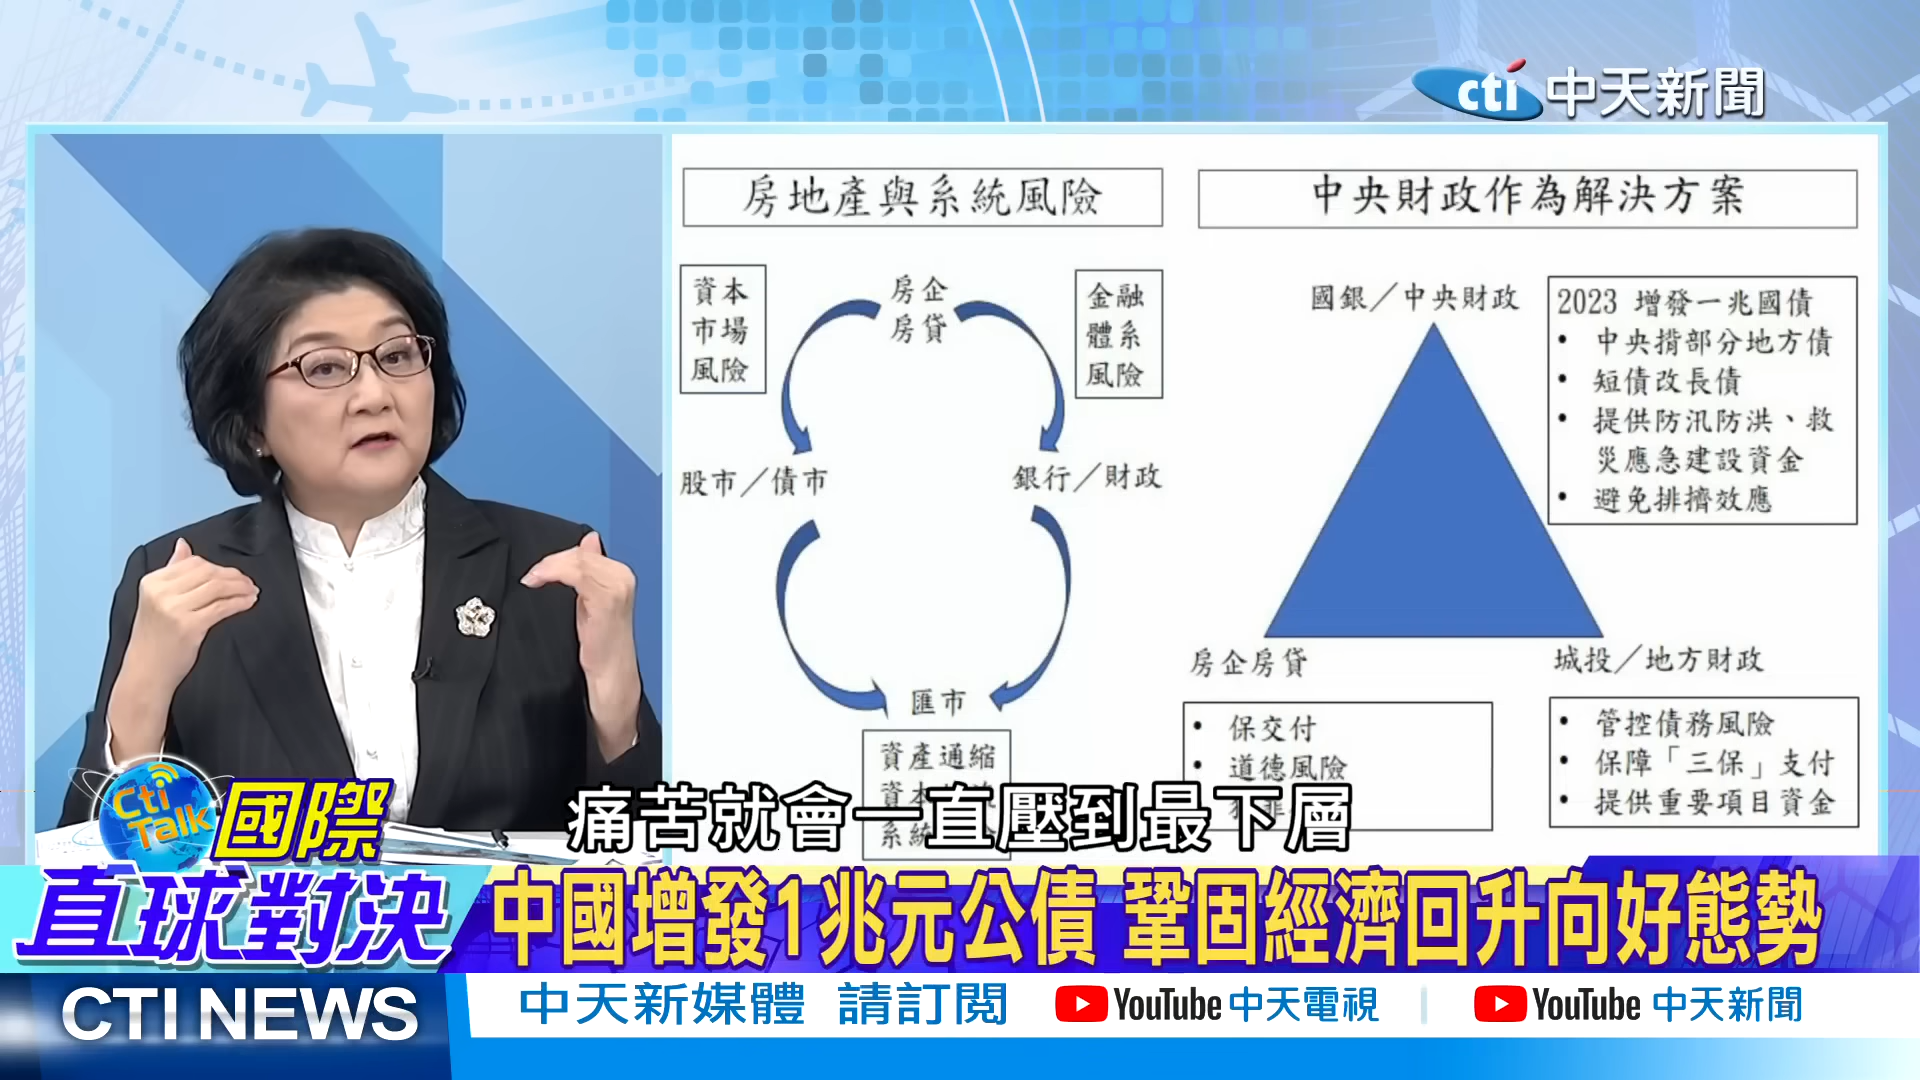 cti 中天新聞
房地產與系統風險
資本
市場
風險
房企
房貸
金融
體系
風險
股市／債市
銀行／財政
匯市
資產通縮
中央財政作為解決方案
國銀／中央財政
2023 增發一兆國債
• 中央揹部分地方債
• 短債改長債
• 提供防汛防洪、救
災應急建設資金
• 避免排擠效應
房企房貸
• 保交付
• 道德風險
城投／地方財政
• 管控債務風險
• 保障「三保」支付
• 提供重要項目資金
痛苦就會一直壓到最下層
Cti Talk 國際
直球對決
中國增發1兆元公債 鞏固經濟回升向好態勢
CTI NEWS
中天新媒體 請訂閱 YouTube 中天電視 | YouTube 中天新聞